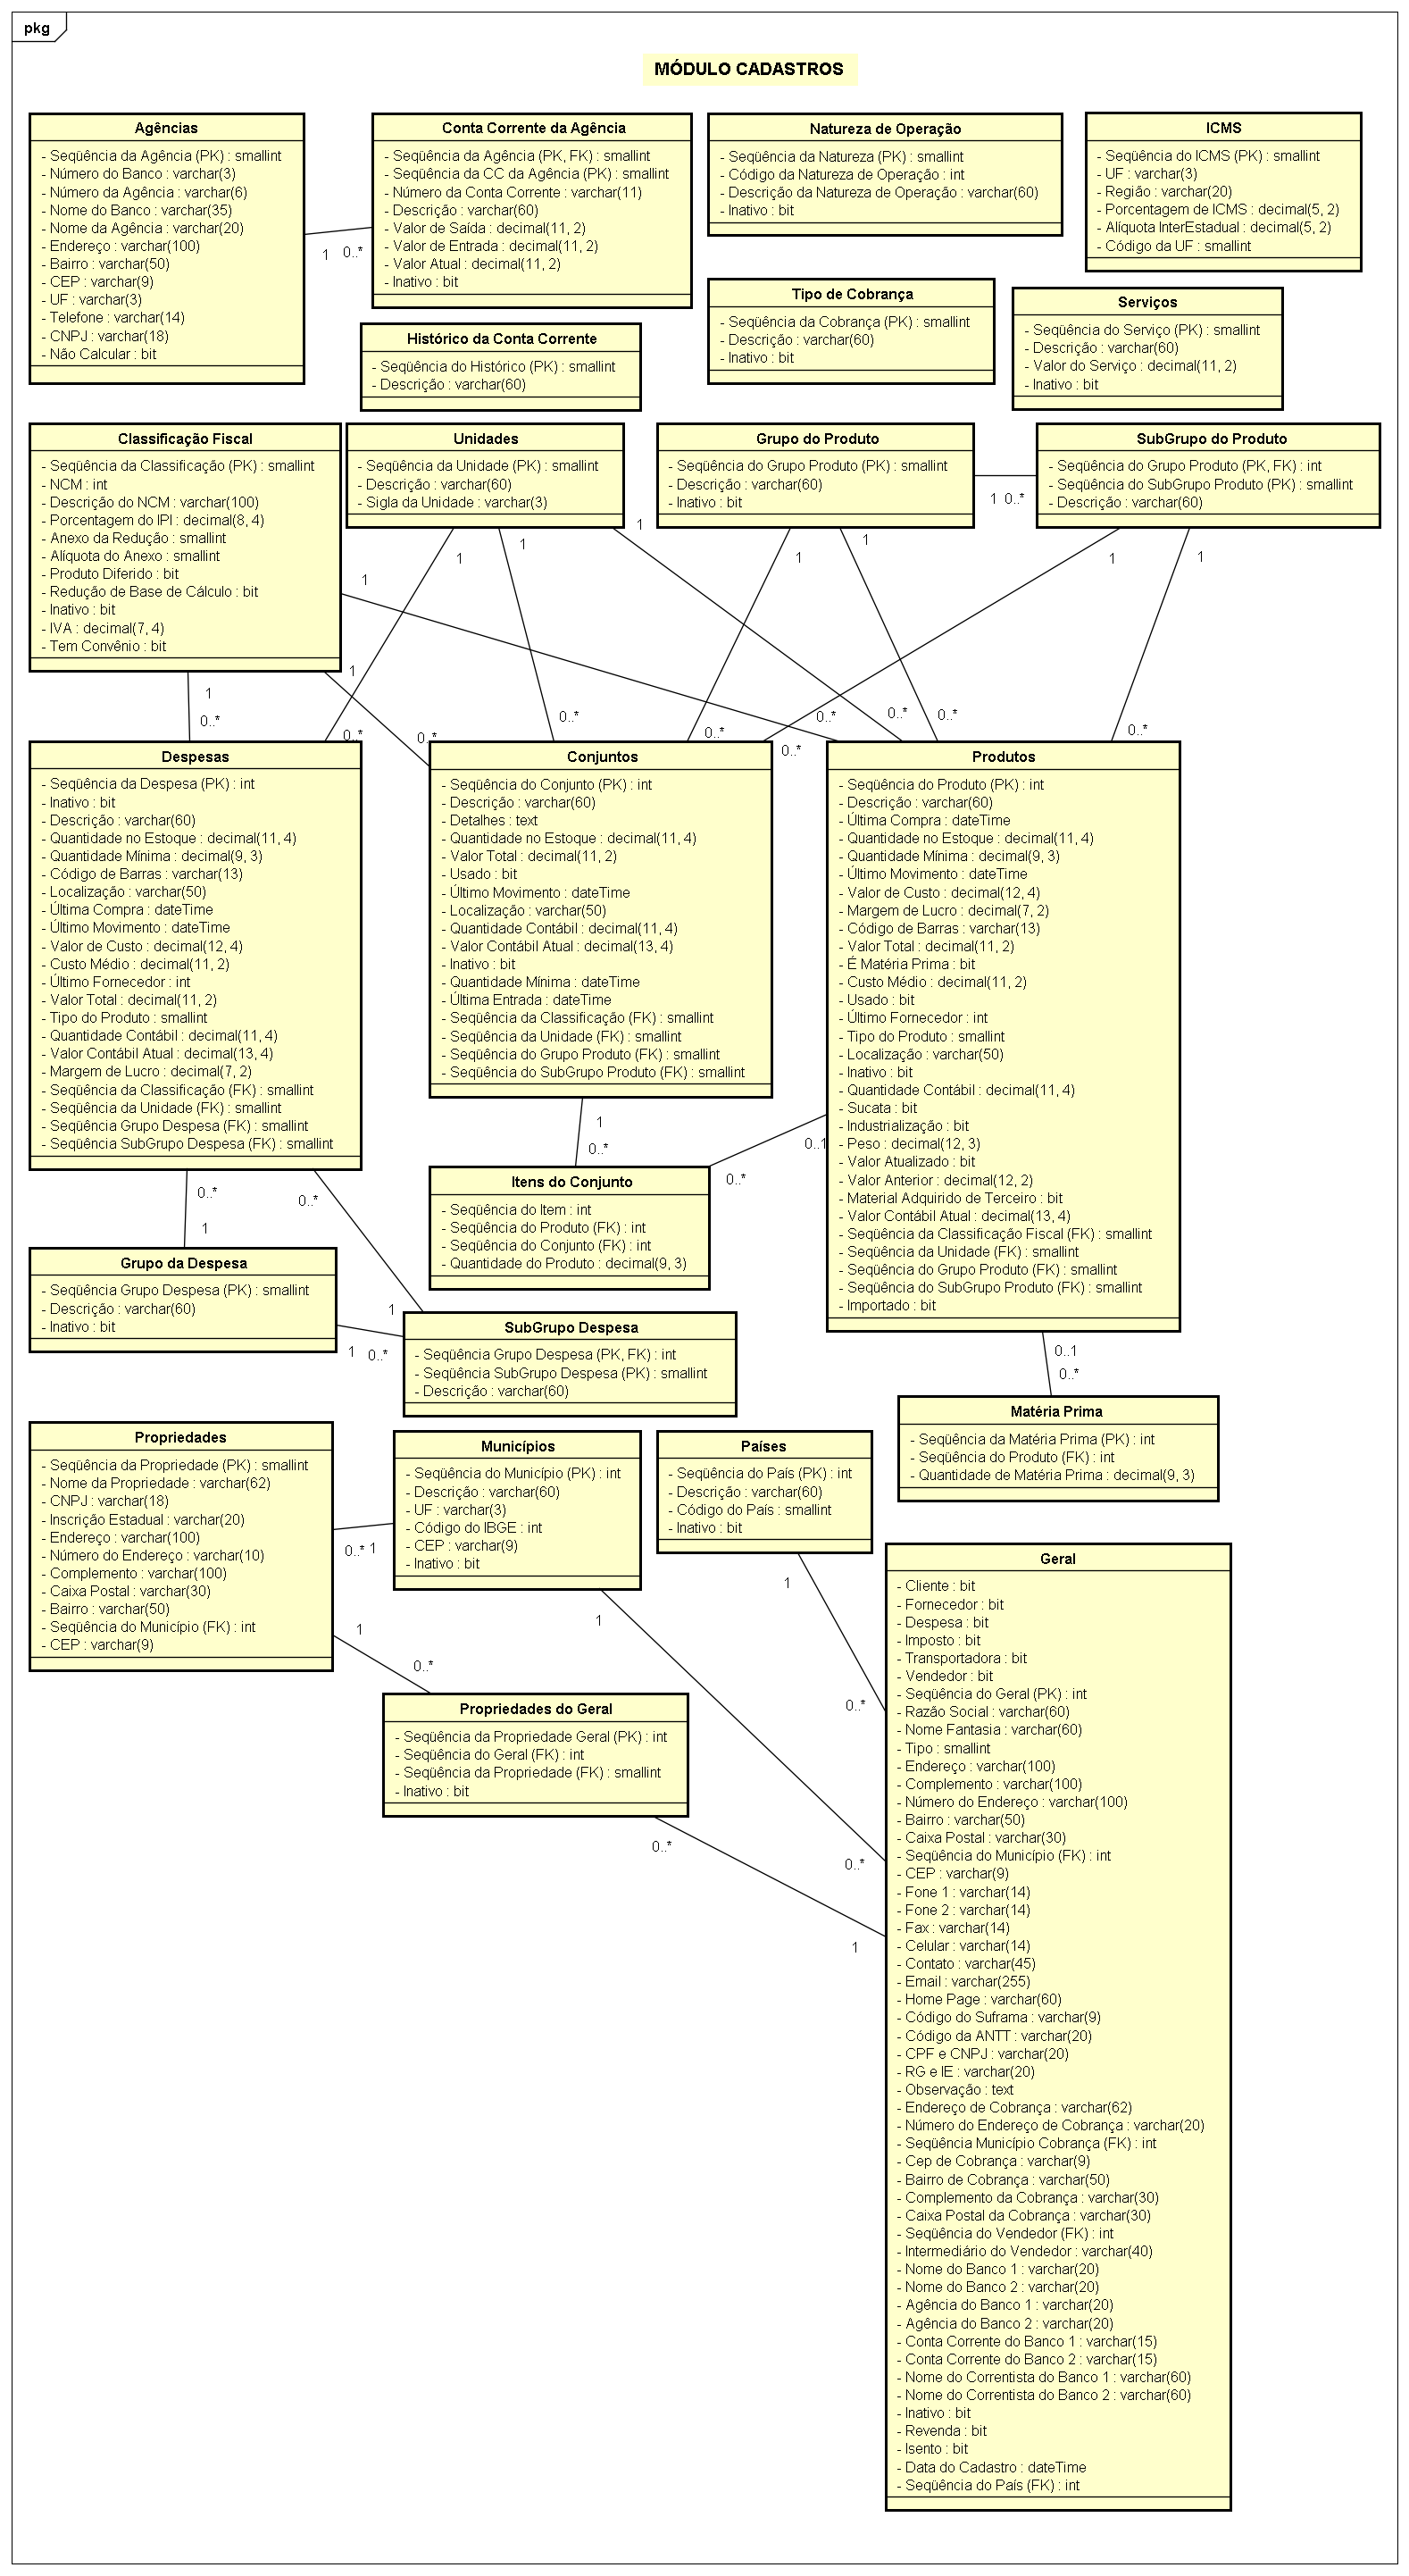 pkg
MÓDULO CADASTROS
Agências
- Seqüência da Agência (PK) : smallint
- Número do Banco : varchar(3)
- Número da Agência : varchar(6)
- Nome do Banco : varchar(35)
- Nome da Agência : varchar(20)
- Endereço : varchar(100)
- Bairro : varchar(50)
- CEP : varchar(9)
- UF : varchar(3)
- Telefone : varchar(14)
- CNPJ : varchar(18)
- Não Calcular : bit
1
0..*
Conta Corrente da Agência
- Seqüência da Agência (PK, FK) : smallint
- Seqüência da CC da Agência (PK) : smallint
- Número da Conta Corrente : varchar(11)
- Descrição : varchar(60)
- Valor de Saída : decimal(11, 2)
- Valor de Entrada : decimal(11, 2)
- Valor Atual : decimal(11, 2)
- Inativo : bit
Natureza de Operação
- Seqüência da Natureza (PK) : smallint
- Código da Natureza de Operação : int
- Descrição da Natureza de Operação : varchar(60)
- Inativo : bit
ICMS
- Seqüência do ICMS (PK) : smallint
- UF : varchar(3)
- Região : varchar(20)
- Porcentagem de ICMS : decimal(5, 2)
- Alíquota InterEstadual : decimal(5, 2)
- Código da UF : smallint
Histórico da Conta Corrente
- Seqüência do Histórico (PK) : smallint
- Descrição : varchar(60)
Tipo de Cobrança
- Seqüência da Cobrança (PK) : smallint
- Descrição : varchar(60)
- Inativo : bit
Serviços
- Seqüência do Serviço (PK) : smallint
- Descrição : varchar(60)
- Valor do Serviço : decimal(11, 2)
- Inativo : bit
Classificação Fiscal
- Seqüência da Classificação (PK) : smallint
- NCM : int
- Descrição do NCM : varchar(100)
- Porcentagem do IPI : decimal(8, 4)
- Anexo da Redução : smallint
- Alíquota do Anexo : smallint
- Produto Diferido : bit
- Redução de Base de Cálculo : bit
- Inativo : bit
- IVA : decimal(7, 4)
- Tem Convênio : bit
Unidades
- Seqüência da Unidade (PK) : smallint
- Descrição : varchar(60)
- Sigla da Unidade : varchar(3)
Grupo do Produto
- Seqüência do Grupo Produto (PK) : smallint
- Descrição : varchar(60)
- Inativo : bit
1 0..*
SubGrupo do Produto
- Seqüência do Grupo Produto (PK, FK) : int
- Seqüência do SubGrupo Produto (PK) : smallint
- Descrição : varchar(60)
1
1
1
1
1
1
1
1
1
1
0..*
0..*
0..*
0..*
0..*
0..*
0..*
0..*
0..*
0..*
Despesas
- Seqüência da Despesa (PK) : int
- Inativo : bit
- Descrição : varchar(60)
- Quantidade no Estoque : decimal(11, 4)
- Quantidade Mínima : decimal(9, 3)
- Código de Barras : varchar(13)
- Localização : varchar(50)
- Última Compra : dateTime
- Último Movimento : dateTime
- Valor de Custo : decimal(12, 4)
- Custo Médio : decimal(11, 2)
- Último Fornecedor : int
- Valor Total : decimal(11, 2)
- Tipo do Produto : smallint
- Quantidade Contábil : decimal(11, 4)
- Valor Contábil Atual : decimal(13, 4)
- Margem de Lucro : decimal(7, 2)
- Seqüência da Classificação (FK) : smallint
- Seqüência da Unidade (FK) : smallint
- Seqüência Grupo Despesa (FK) : smallint
- Seqüência SubGrupo Despesa (FK) : smallint
Conjuntos
- Seqüência do Conjunto (PK) : int
- Descrição : varchar(60)
- Detalhes : text
- Quantidade no Estoque : decimal(11, 4)
- Valor Total : decimal(11, 2)
- Usado : bit
- Último Movimento : dateTime
- Localização : varchar(50)
- Quantidade Contábil : decimal(11, 4)
- Valor Contábil Atual : decimal(13, 4)
- Inativo : bit
- Quantidade Mínima : dateTime
- Última Entrada : dateTime
- Seqüência da Classificação (FK) : smallint
- Seqüência da Unidade (FK) : smallint
- Seqüência do Grupo Produto (FK) : smallint
- Seqüência do SubGrupo Produto (FK) : smallint
Produtos
- Seqüência do Produto (PK) : int
- Descrição : varchar(60)
- Última Compra : dateTime
- Quantidade no Estoque : decimal(11, 4)
- Quantidade Mínima : decimal(9, 3)
- Último Movimento : dateTime
- Valor de Custo : decimal(12, 4)
- Margem de Lucro : decimal(7, 2)
- Código de Barras : varchar(13)
- Valor Total : decimal(11, 2)
- É Matéria Prima : bit
- Custo Médio : decimal(11, 2)
- Usado : bit
- Último Fornecedor : int
- Tipo do Produto : smallint
- Localização : varchar(50)
- Inativo : bit
- Quantidade Contábil : decimal(11, 4)
- Sucata : bit
- Industrialização : bit
- Peso : decimal(12, 3)
- Valor Atualizado : bit
- Valor Anterior : decimal(12, 2)
- Material Adquirido de Terceiro : bit
- Valor Contábil Atual : decimal(13, 4)
- Seqüência da Classificação Fiscal (FK) : smallint
- Seqüência da Unidade (FK) : smallint
- Seqüência do Grupo Produto (FK) : smallint
- Seqüência do SubGrupo Produto (FK) : smallint
- Importado : bit
1
0..*
0..1
0..*
Itens do Conjunto
- Seqüência do Item : int
- Seqüência do Produto (FK) : int
- Seqüência do Conjunto (FK) : int
- Quantidade do Produto : decimal(9, 3)
0..*
0..*
1
1
Grupo da Despesa
- Seqüência Grupo Despesa (PK) : smallint
- Descrição : varchar(60)
- Inativo : bit
1
0..*
SubGrupo Despesa
- Seqüência Grupo Despesa (PK, FK) : int
- Seqüência SubGrupo Despesa (PK) : smallint
- Descrição : varchar(60)
0..1
0..*
Matéria Prima
- Seqüência da Matéria Prima (PK) : int
- Seqüência do Produto (FK) : int
- Quantidade de Matéria Prima : decimal(9, 3)
Propriedades
- Seqüência da Propriedade (PK) : smallint
- Nome da Propriedade : varchar(62)
- CNPJ : varchar(18)
- Inscrição Estadual : varchar(20)
- Endereço : varchar(100)
- Número do Endereço : varchar(10)
- Complemento : varchar(100)
- Caixa Postal : varchar(30)
- Bairro : varchar(50)
- Seqüência do Município (FK) : int
- CEP : varchar(9)
0..* 1
Municípios
- Seqüência do Município (PK) : int
- Descrição : varchar(60)
- UF : varchar(3)
- Código do IBGE : int
- CEP : varchar(9)
- Inativo : bit
Países
- Seqüência do País (PK) : int
- Descrição : varchar(60)
- Código do País : smallint
- Inativo : bit
1
1
1
0..*
0..*
0..*
Propriedades do Geral
- Seqüência da Propriedade Geral (PK) : int
- Seqüência do Geral (FK) : int
- Seqüência da Propriedade (FK) : smallint
- Inativo : bit
0..*
1
Geral
- Cliente : bit
- Fornecedor : bit
- Despesa : bit
- Imposto : bit
- Transportadora : bit
- Vendedor : bit
- Seqüência do Geral (PK) : int
- Razão Social : varchar(60)
- Nome Fantasia : varchar(60)
- Tipo : smallint
- Endereço : varchar(100)
- Complemento : varchar(100)
- Número do Endereço : varchar(100)
- Bairro : varchar(50)
- Caixa Postal : varchar(30)
- Seqüência do Município (FK) : int
- CEP : varchar(9)
- Fone 1 : varchar(14)
- Fone 2 : varchar(14)
- Fax : varchar(14)
- Celular : varchar(14)
- Contato : varchar(45)
- Email : varchar(255)
- Home Page : varchar(60)
- Código do Suframa : varchar(9)
- Código da ANTT : varchar(20)
- CPF e CNPJ : varchar(20)
- RG e IE : varchar(20)
- Observação : text
- Endereço de Cobrança : varchar(62)
- Número do Endereço de Cobrança : varchar(20)
- Seqüência Município Cobrança (FK) : int
- Cep de Cobrança : varchar(9)
- Bairro de Cobrança : varchar(50)
- Complemento da Cobrança : varchar(30)
- Caixa Postal da Cobrança : varchar(30)
- Seqüência do Vendedor (FK) : int
- Intermediário do Vendedor : varchar(40)
- Nome do Banco 1 : varchar(20)
- Nome do Banco 2 : varchar(20)
- Agência do Banco 1 : varchar(20)
- Agência do Banco 2 : varchar(20)
- Conta Corrente do Banco 1 : varchar(15)
- Conta Corrente do Banco 2 : varchar(15)
- Nome do Correntista do Banco 1 : varchar(60)
- Nome do Correntista do Banco 2 : varchar(60)
- Inativo : bit
- Revenda : bit
- Isento : bit
- Data do Cadastro : dateTime
- Seqüência do País (FK) : int